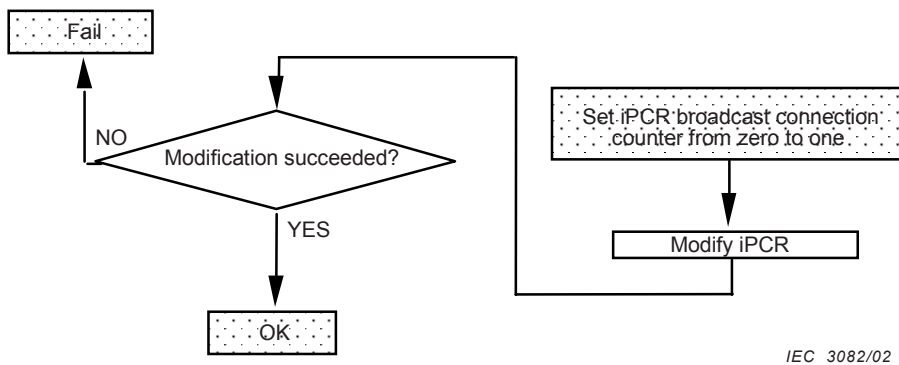 Fail
NO
Modification succeeded?
YES
OK
Set iPCR broadcast connection
counter from zero to one
Modify iPCR
IEC 3082/02